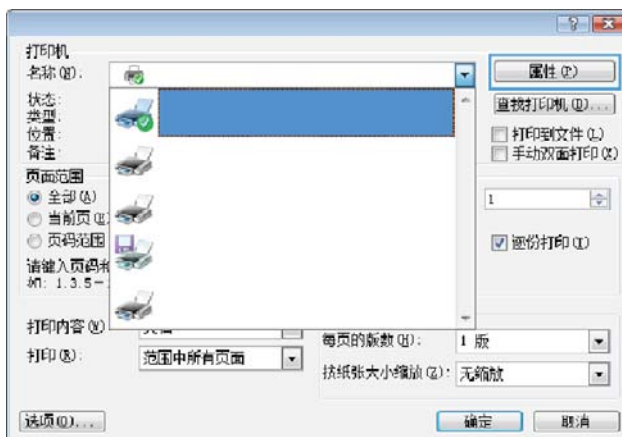 打印机
名称(N):
属性(P)
状态:
类型:
位置:
备注:
查找打印机(D)...
打印到文件(L)
手动双面打印(X)
页面范围
全部(A)
当前页(E)
页码范围
1
逐份打印(T)
请键入页码和
如: 1.3.5-
打印内容(W)
每页的版数(H):
1 版
打印(R):
范围中所有页面
按纸张大小缩放(Z):
无缩放
选项(O)...
确定
取消